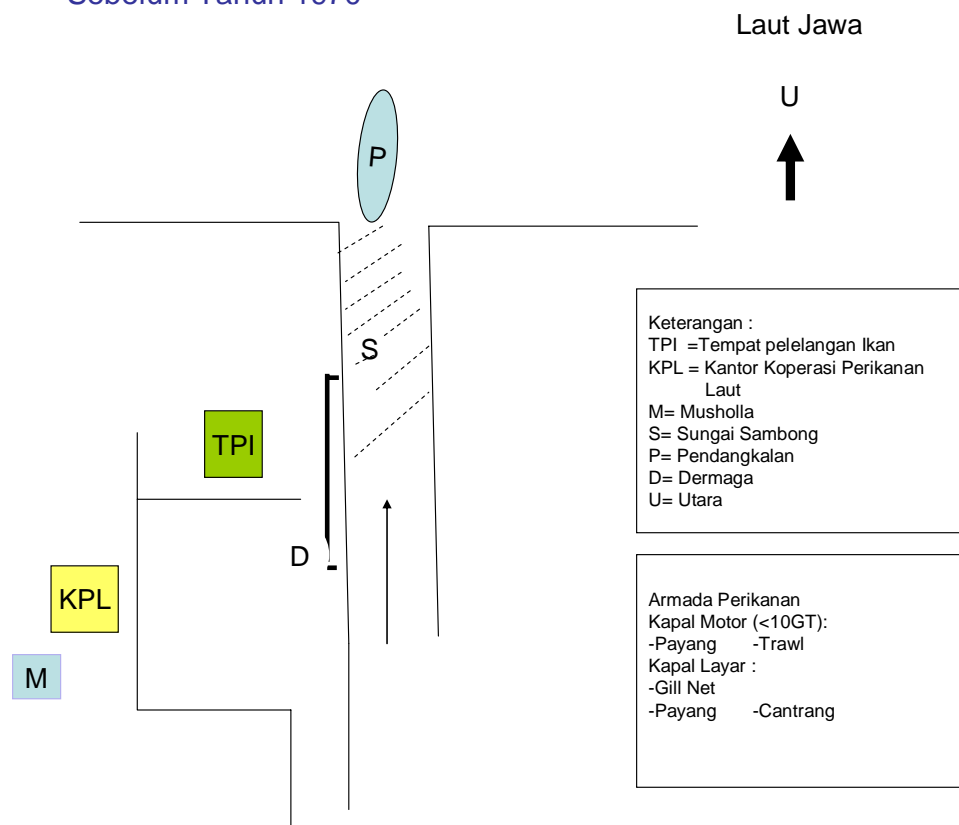 Laut Jawa
U
P
S
TPI
D
KPL
M
Keterangan :
TPI =Tempat pelelangan Ikan
KPL = Kantor Koperasi Perikanan
Laut
M= Musholla
S= Sungai Sambong
P= Pendangkalan
D= Dermaga
U= Utara
Armada Perikanan
Kapal Motor (<10GT):
-Payang -Trawl
Kapal Layar :
-Gill Net
-Payang -Cantrang